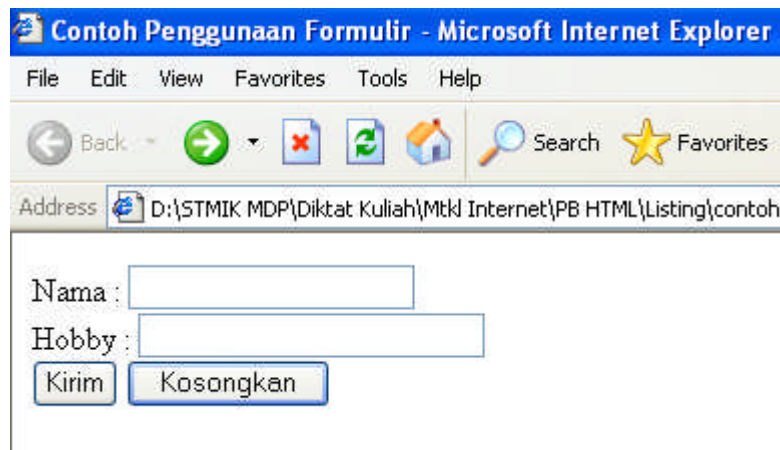 Contoh Penggunaan Formulir - Microsoft Internet Explorer
File Edit View Favorites Tools Help
Back Search Favorites
Address D:\STMIK MDP\Diktat Kuliah\Mtkl Internet\PB HTML\Listing\contoh
Nama :
Hobby :
Kirim Kosongkan